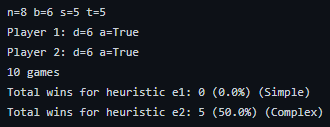 n=8 b=6 s=5 t=5
Player 1: d=6 a=True
Player 2: d=6 a=True
10 games
Total wins for heuristic e1: 0 (0.0%) (Simple)
Total wins for heuristic e2: 5 (50.0%) (Complex)